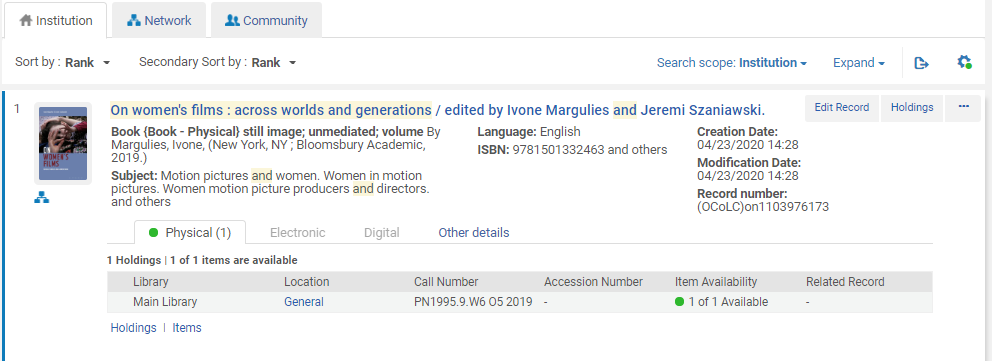 Institution Network Community
Sort by : Rank Secondary Sort by : Rank Search scope: Institution Expand
1
On women's films : across worlds and generations / edited by Ivone Margulies and Jeremi Szaniawski.
Edit Record Holdings ...
Book {Book - Physical} still image; unmediated; volume By
Margulies, Ivone, (New York, NY ; Bloomsbury Academic,
2019.)
Subject: Motion pictures and women. Women in motion
pictures. Women motion picture producers and directors.
and others
Language: English
ISBN: 9781501332463 and others
Creation Date:
04/23/2020 14:28
Modification Date:
04/23/2020 14:28
Record number:
(OCoLC)on1103976173
WOMEN'S
FILMS
Physical (1) Electronic Digital Other details
1 Holdings | 1 of 1 items are available
Library Location Call Number Accession Number Item Availability Related Record
Main Library General PN1995.9.W6 O5 2019 - 1 of 1 Available -
Holdings | Items